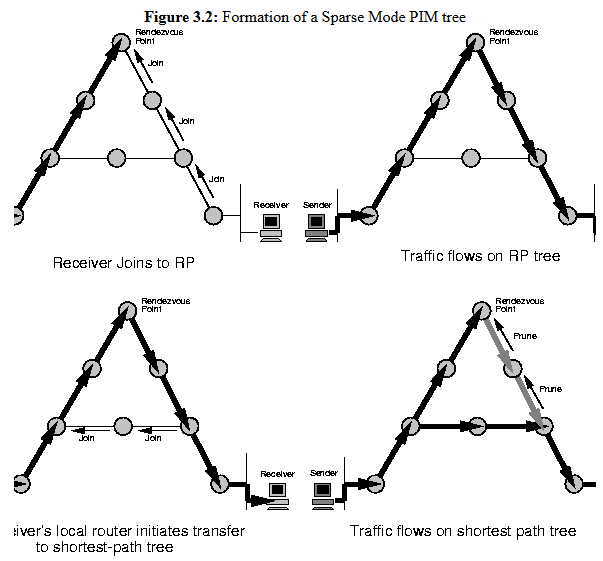 Figure 3.2: Formation of a Sparse Mode PIM tree
Rendezvous
Point
Join
Join
Join
Receiver
Receiver Joins to RP
Rendezvous
Point
Sender
Traffic flows on RP tree
Rendezvous
Point
Join
Join
Receiver
iver's local router initiates transfer
to shortest-path tree
Rendezvous
Point
Prune
Prune
Sender
Traffic flows on shortest path tree